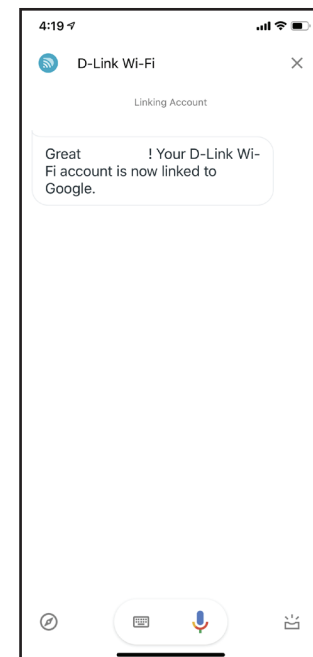 4:19
D-Link Wi-Fi
Linking Account
Great ! Your D-Link Wi-
Fi account is now linked to
Google.